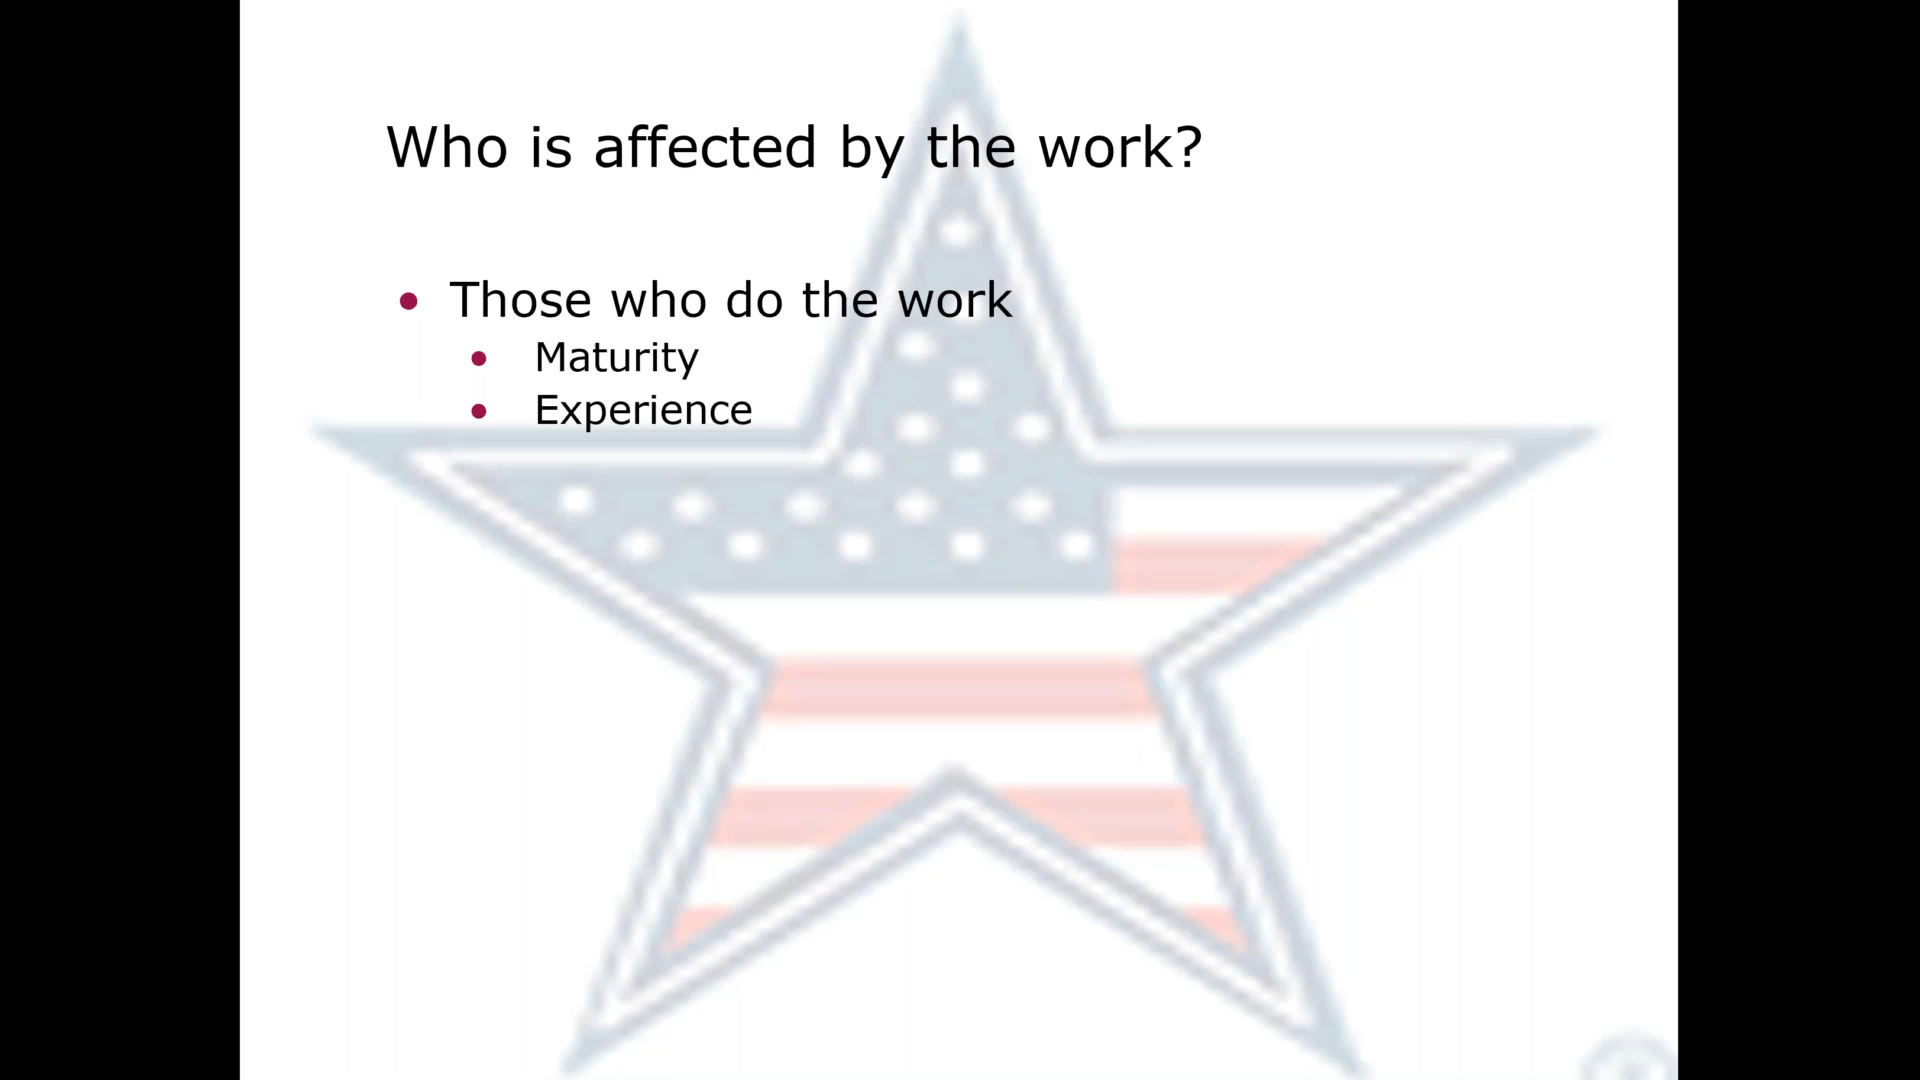 Who is affected by the work?
• Those who do the work
• Maturity
• Experience